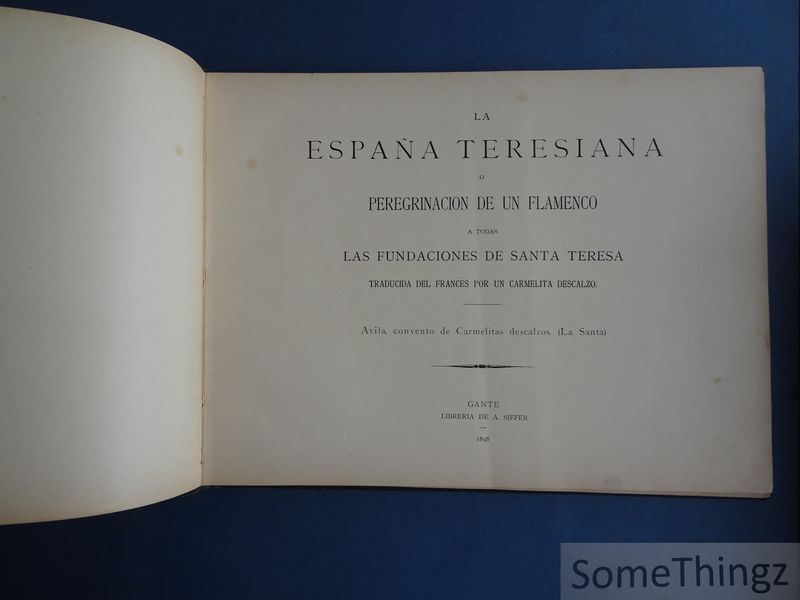 LA
ESPAÑA TERESIANA
O
PEREGRINACION DE UN FLAMENCO
A TODAS
LAS FUNDACIONES DE SANTA TERESA
TRADUCIDA DEL FRANCES POR UN CARMELITA DESCALZO.
Avila, convento de Carmelitas descalzos. (La Santa)
GANTE
LIBRERIA DE A. SIFFER
—
1898
SomeThingz